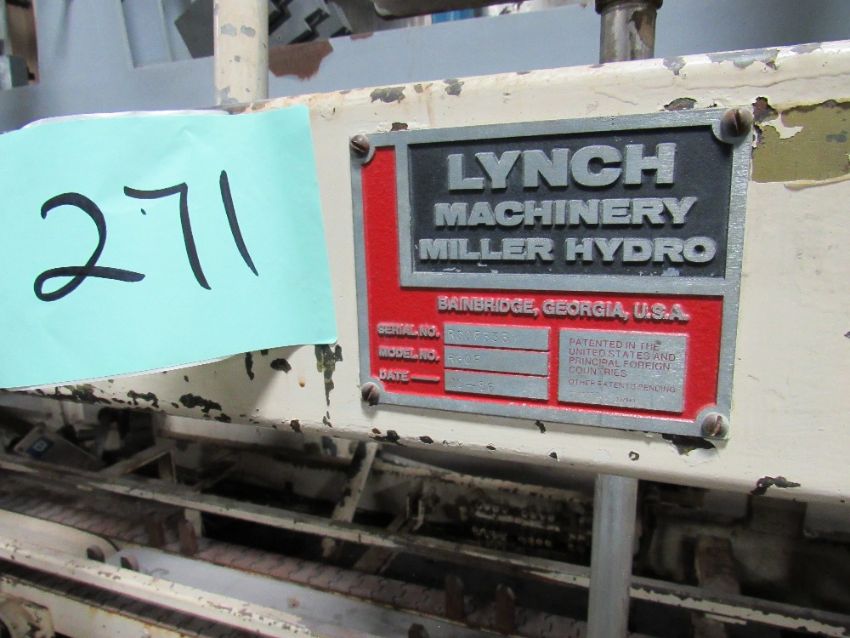 271
LYNCH
MACHINERY
MILLER HYDRO
BAINBRIDGE, GEORGIA, U.S.A.
SERIAL NO.
MODEL NO.
DATE
PATENTED IN THE
UNITED STATES AND
PRINCIPAL FOREIGN
COUNTRIES
OTHER PATENTS PENDING